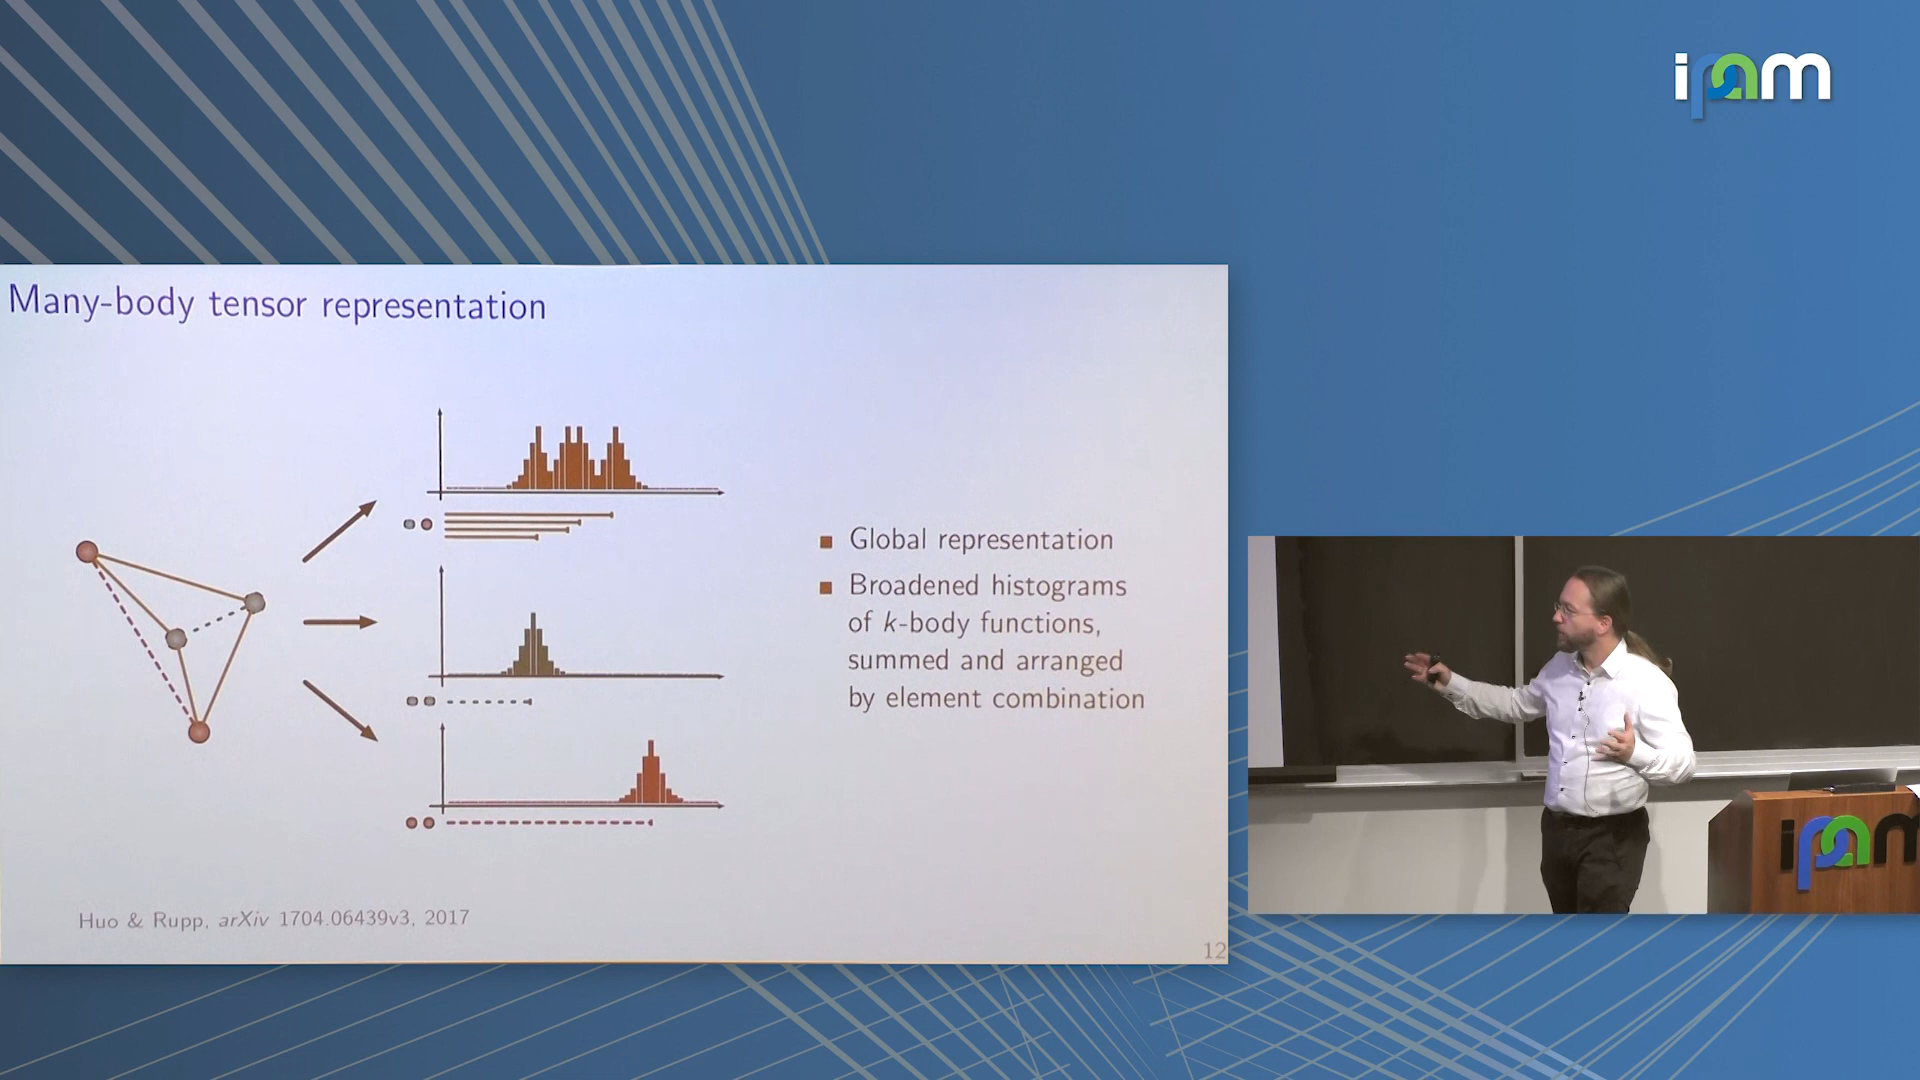 ipam
Many-body tensor representation
Global representation
Broadened histograms
of k-body functions,
summed and arranged
by element combination
Huo & Rupp, arXiv 1704.06439v3, 2017
12
ipam